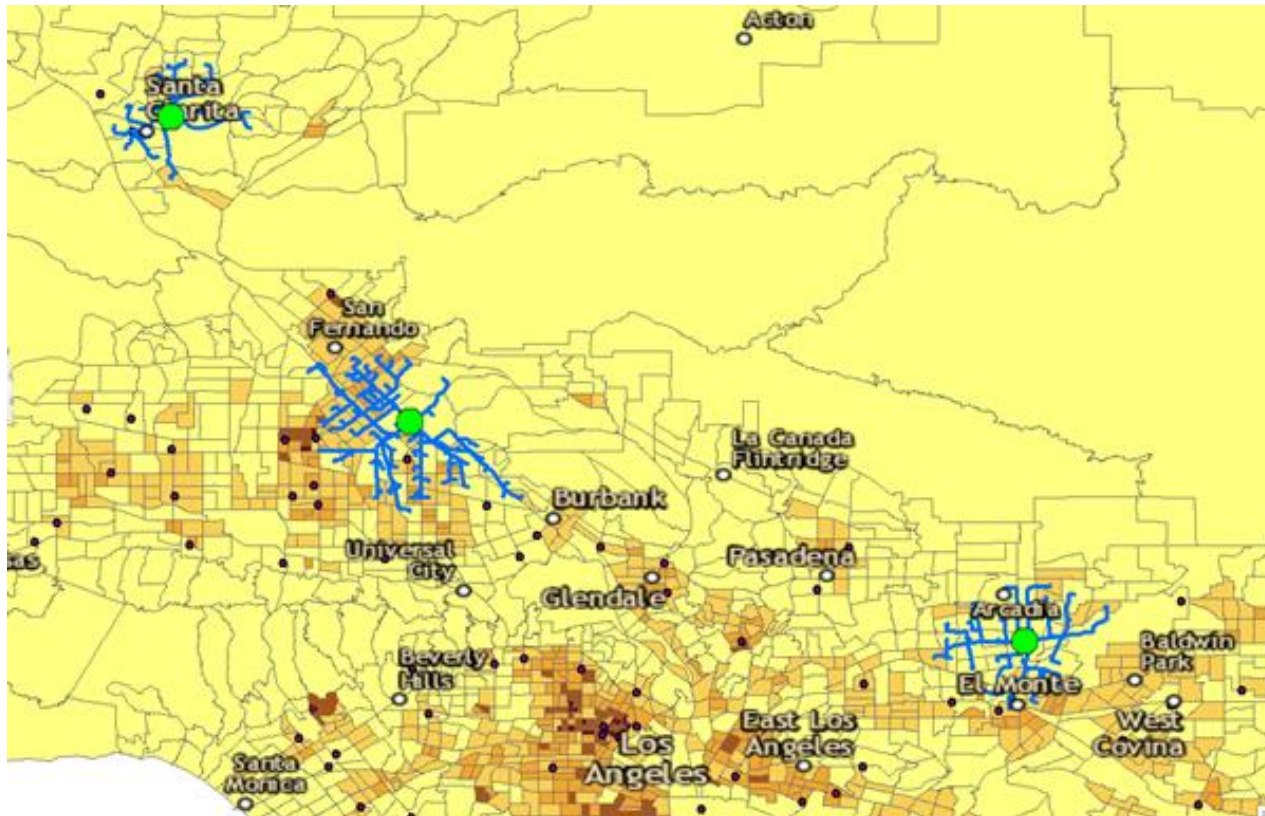 Acton
Santa
Clarita
San
Fernando
La Canada
Flintridge
Burbank
Universal
City
Pasadena
Glendale
Arcadia
Baldwin
Park
Beverly
Hills
El Monte
East Los
Angeles
West
Covina
Los
Angeles
Santa
Monica